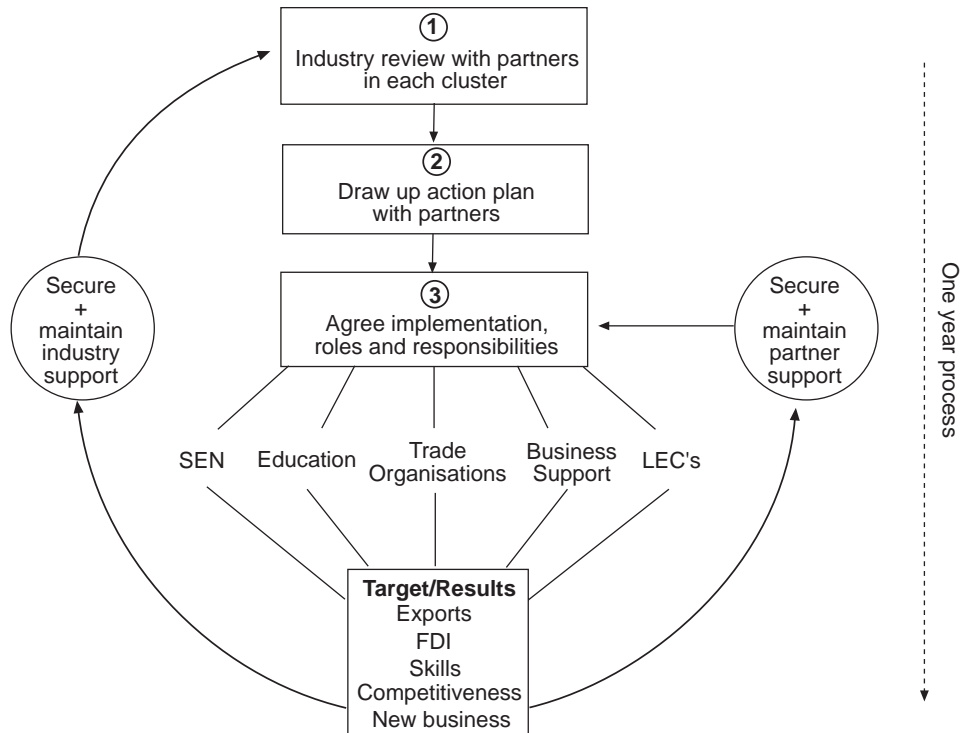 1
Industry review with partners
in each cluster
2
Draw up action plan
with partners
3
Agree implementation,
roles and responsibilities
Secure
+
maintain
industry
support
Secure
+
maintain
partner
support
One year process
SEN
Education
Trade
Organisations
Business
Support
LEC's
Target/Results
Exports
FDI
Skills
Competitiveness
New business